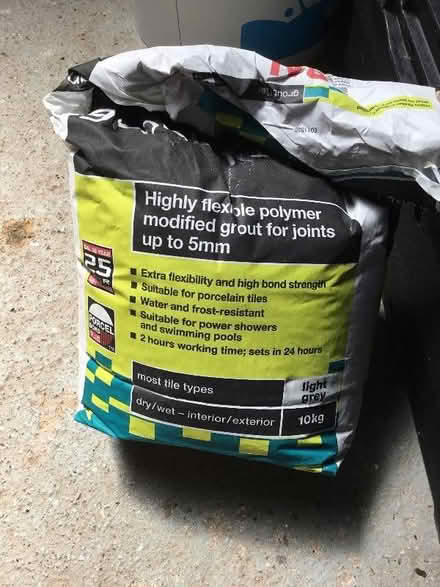 Highly flexible polymer
modified grout for joints
up to 5mm
Extra flexibility and high bond strength
Suitable for porcelain tiles
Water and frost-resistant
Suitable for power showers
and swimming pools
2 hours working time; sets in 24 hours
25
PORCEL
most tile types
light
grey
dry/wet – interior/exterior
10kg
grout